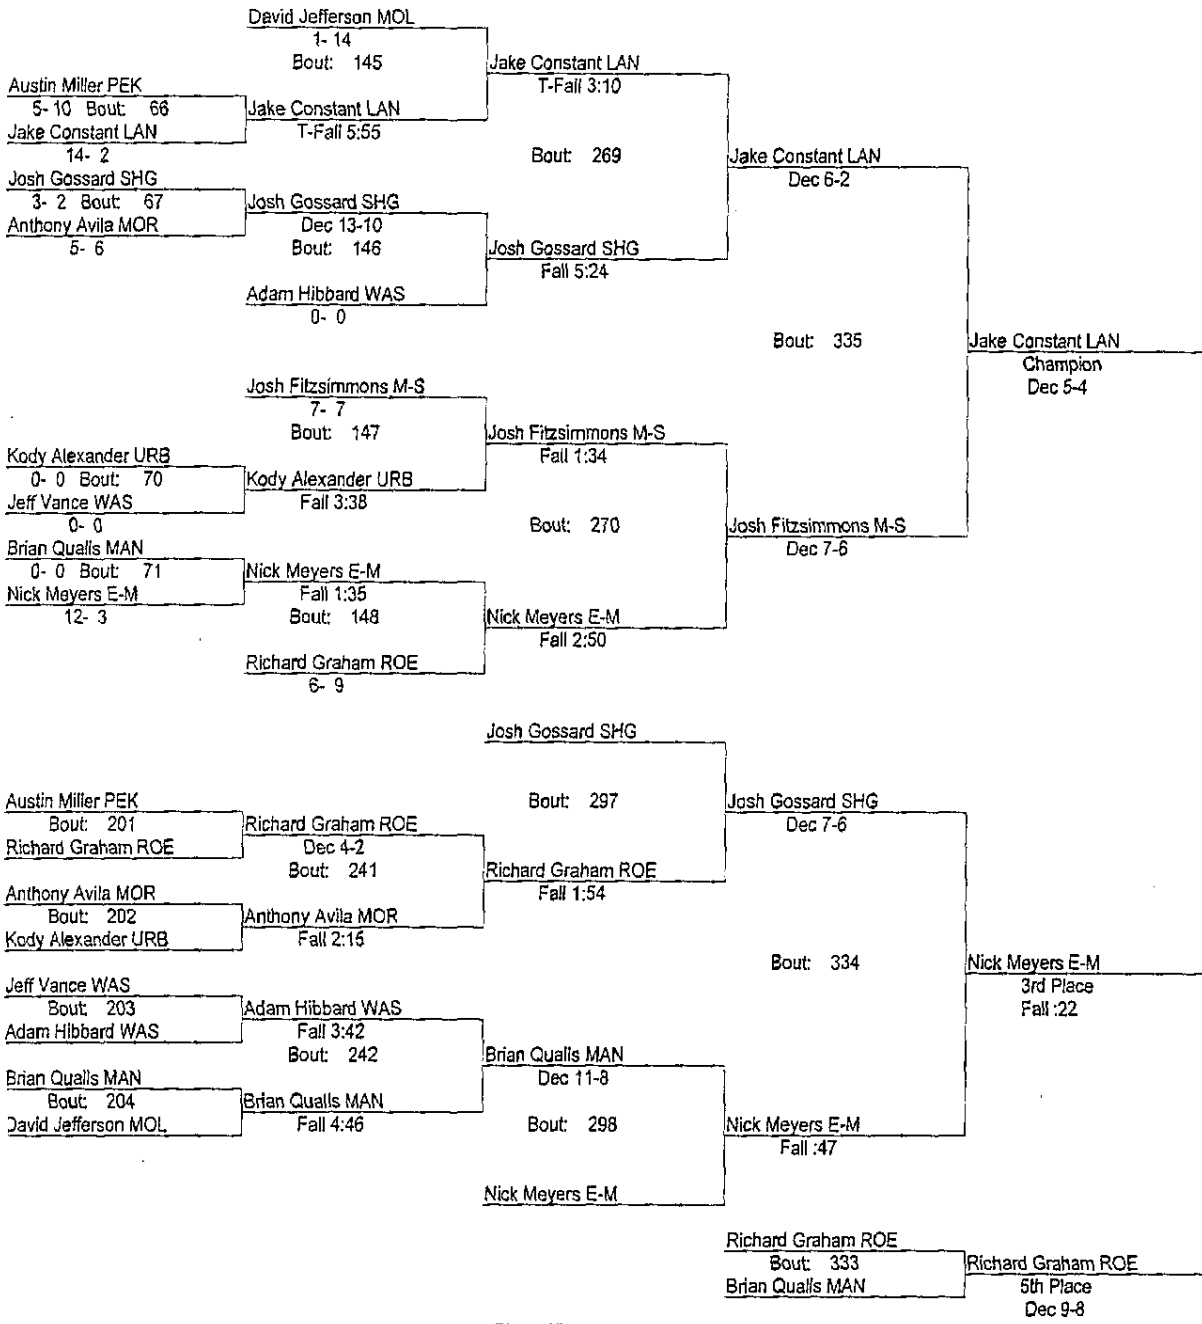 David Jefferson MOL
1- 14
Bout: 145
Jake Constant LAN
T-Fall 3:10
Austin Miller PEK
5- 10 Bout: 66
Jake Constant LAN
T-Fall 5:55
Jake Constant LAN
14- 2
Bout: 269
Jake Constant LAN
Dec 6-2
Josh Gossard SHG
3- 2 Bout: 67
Josh Gossard SHG
Dec 13-10
Anthony Avila MOR
5- 6
Bout: 146
Josh Gossard SHG
Fall 5:24
Adam Hibbard WAS
0- 0
Bout: 335
Jake Constant LAN
Champion
Dec 5-4
Josh Fitzsimmons M-S
7- 7
Bout: 147
Josh Fitzsimmons M-S
Fall 1:34
Kody Alexander URB
0- 0 Bout: 70
Kody Alexander URB
Fall 3:38
Jeff Vance WAS
0- 0
Bout: 270
Josh Fitzsimmons M-S
Dec 7-6
Brian Qualls MAN
0- 0 Bout: 71
Nick Meyers E-M
Fall 1:35
Nick Meyers E-M
12- 3
Bout: 148
Nick Meyers E-M
Fall 2:50
Richard Graham ROE
6- 9
Josh Gossard SHG
Austin Miller PEK
Bout: 201
Bout: 297
Josh Gossard SHG
Dec 7-6
Richard Graham ROE
Dec 4-2
Richard Graham ROE
Bout: 241
Richard Graham ROE
Fall 1:54
Anthony Avila MOR
Bout: 202
Anthony Avila MOR
Fall 2:15
Kody Alexander URB
Bout: 334
Nick Meyers E-M
3rd Place
Fall :22
Jeff Vance WAS
Bout: 203
Adam Hibbard WAS
Fall 3:42
Adam Hibbard WAS
Bout: 242
Brian Qualls MAN
Dec 11-8
Brian Qualls MAN
Bout: 204
Brian Qualls MAN
Fall 4:46
David Jefferson MOL
Bout: 298
Nick Meyers E-M
Fall :47
Nick Meyers E-M
Richard Graham ROE
Bout: 333
Richard Graham ROE
5th Place
Dec 9-8
Brian Qualls MAN